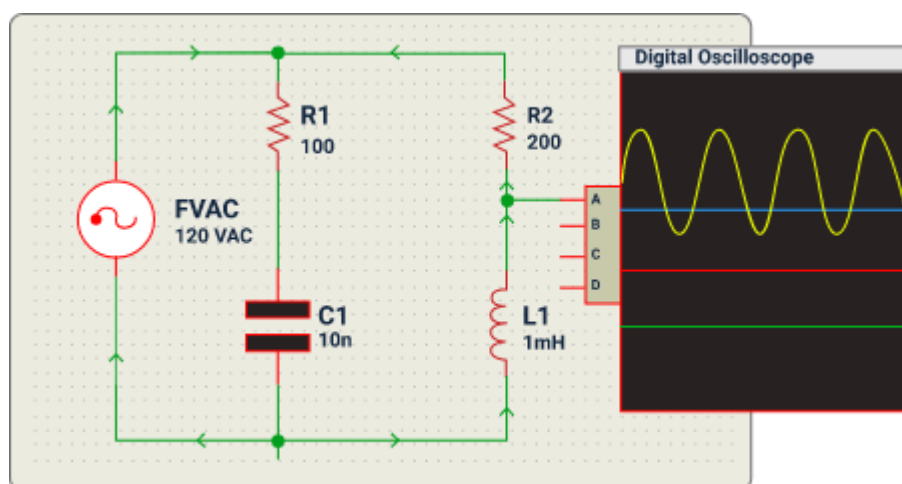 Digital Oscilloscope
R1
100
R2
200
FVAC
120 VAC
A
B
C
D
C1
10n
L1
1mH